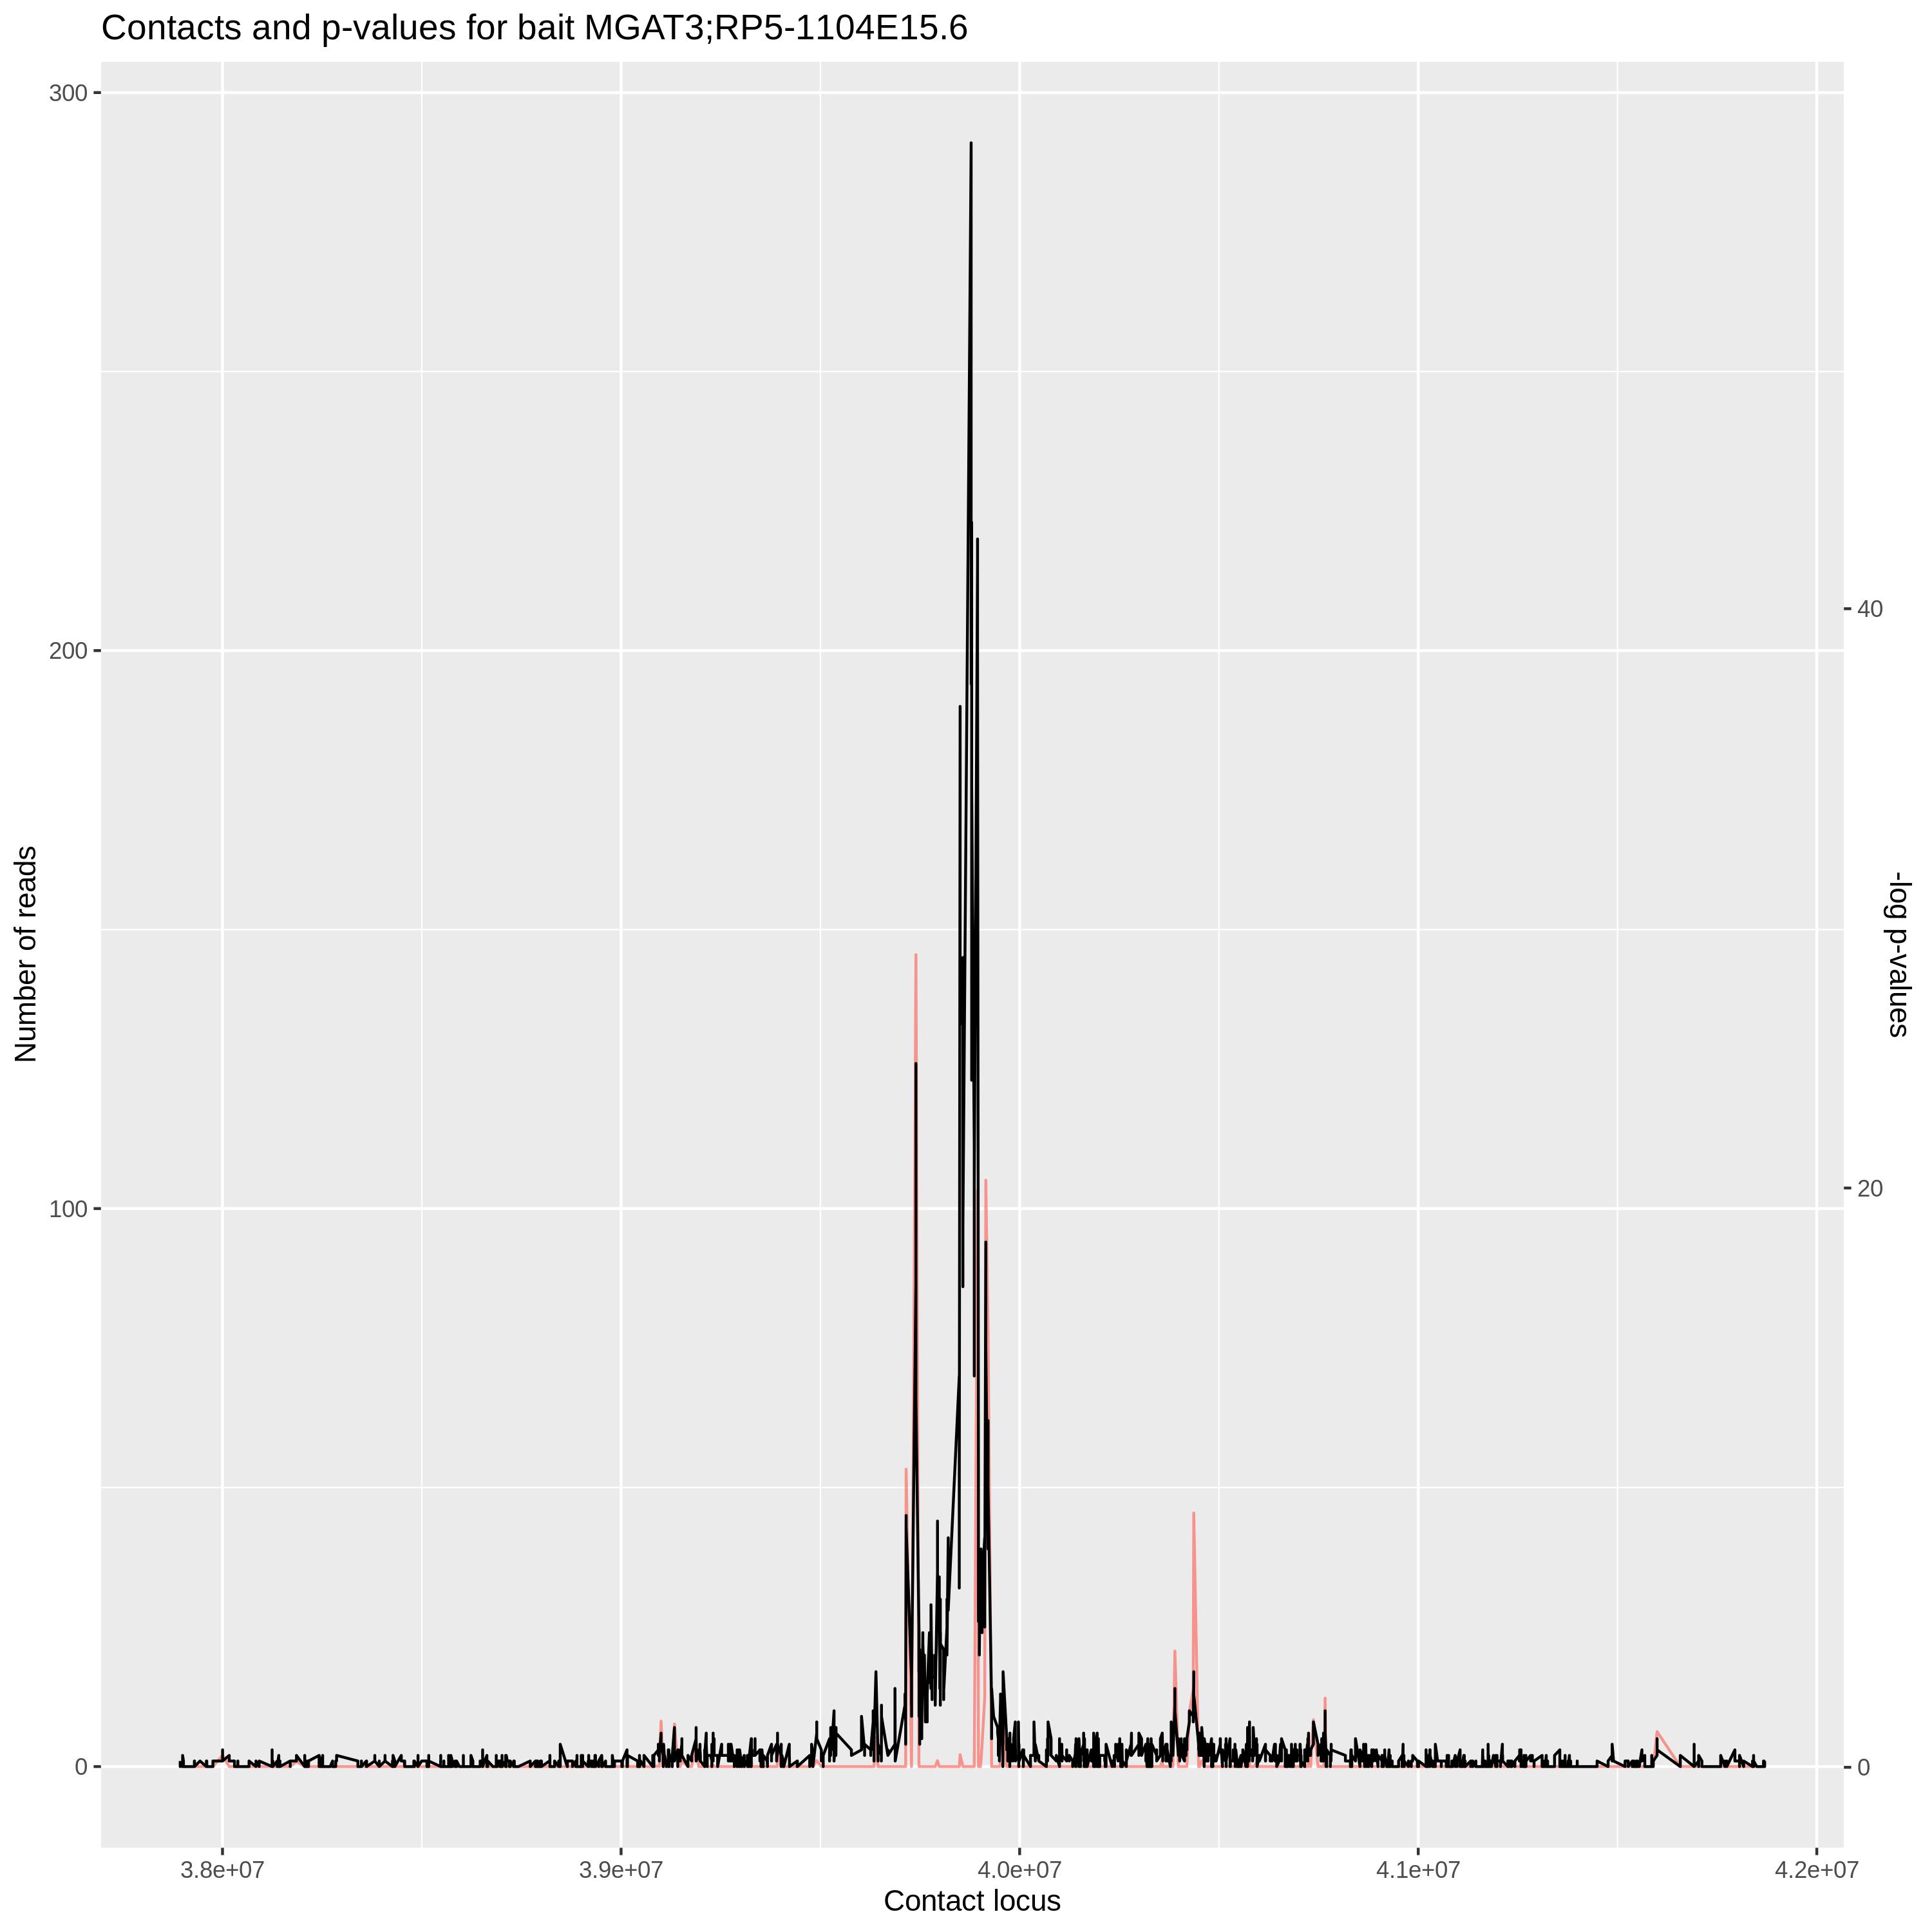 Contacts and p-values for bait MGAT3;RP5-1104E15.6
300
200
100
0
Number of reads
40
20
0
-log p-values
3.8e+07
3.9e+07
4.0e+07
4.1e+07
4.2e+07
Contact locus